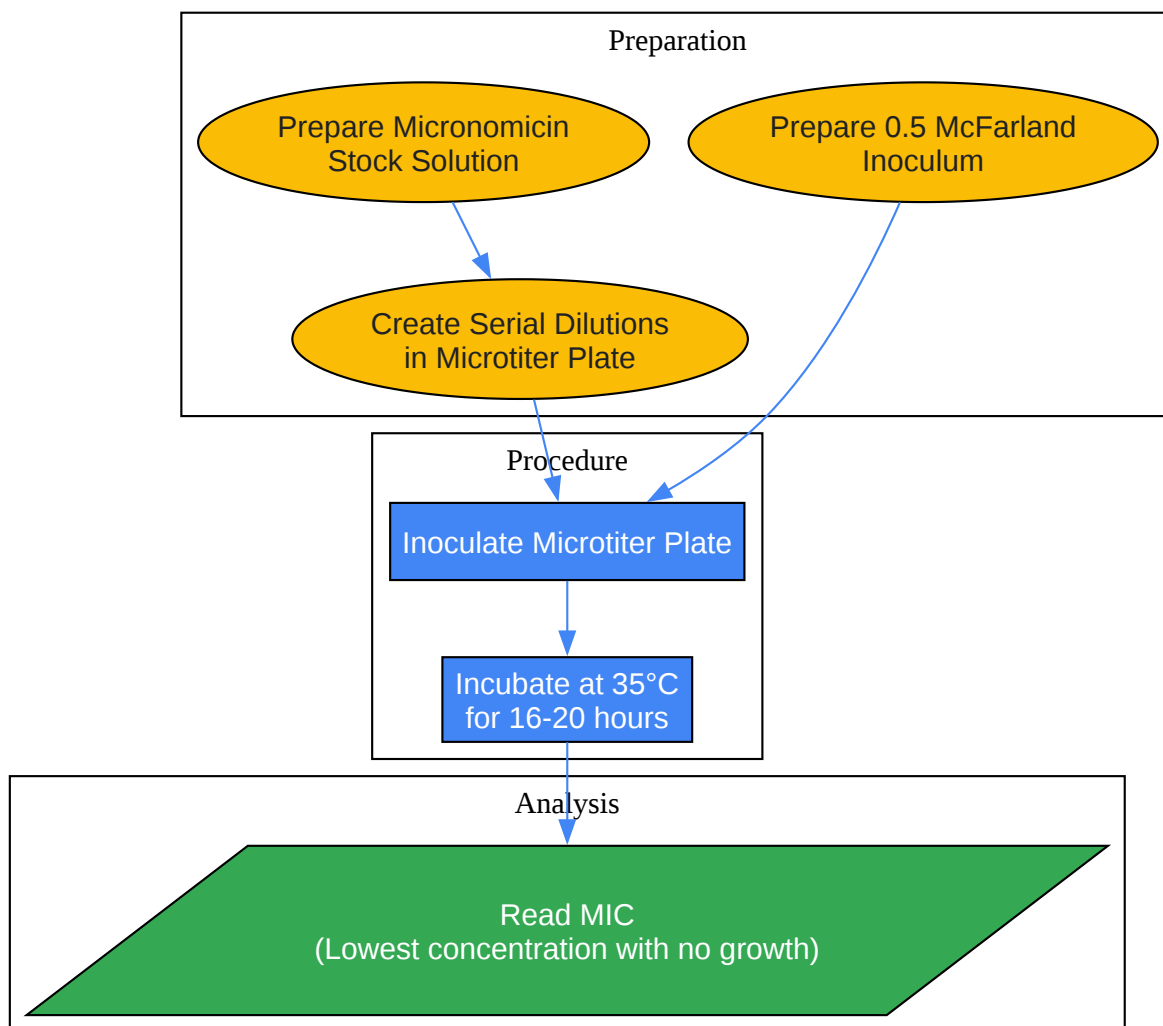 Preparation
Prepare Micronomicin
Stock Solution
Prepare 0.5 McFarland
Inoculum
Create Serial Dilutions
in Microtiter Plate
Procedure
Inoculate Microtiter Plate
Incubate at 35°C
for 16-20 hours
Analysis
Read MIC
(Lowest concentration with no growth)